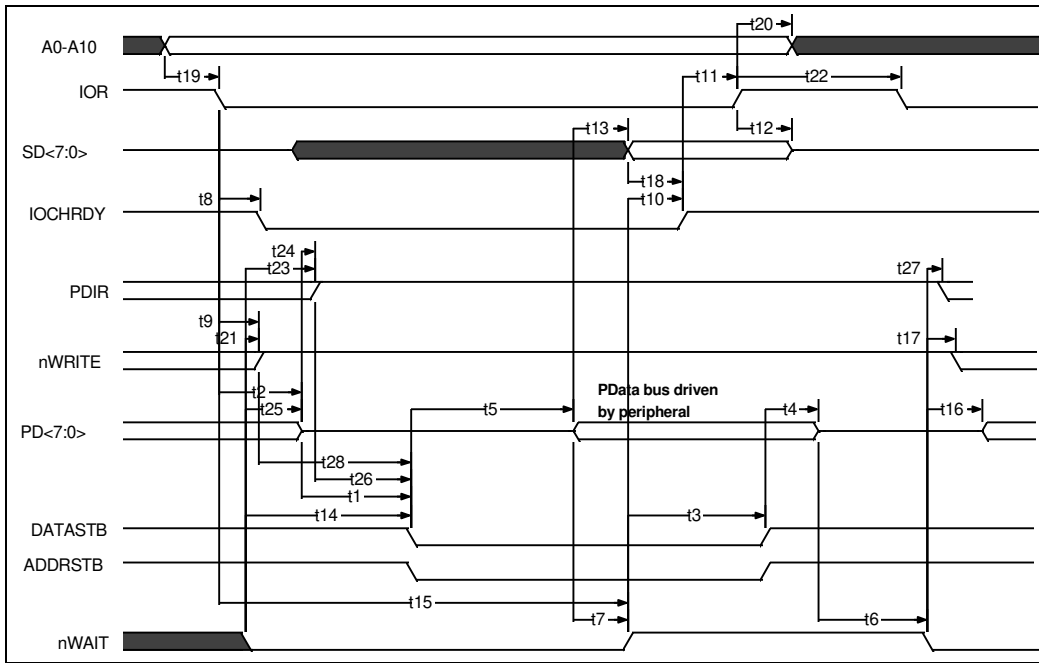 t20
A0-A10
t19
t11
t22
IOR
t13
t12
SD<7:0>
t18
t8
t10
IOCHRDY
t24
t23
t27
PDIR
t9
t21
t17
nWRITE
t2
t5
PData bus driven
by peripheral
t4
t25
t16
PD<7:0>
t28
t26
t1
t14
t3
DATASTB
ADDRSTB
t15
t7
t6
nWAIT